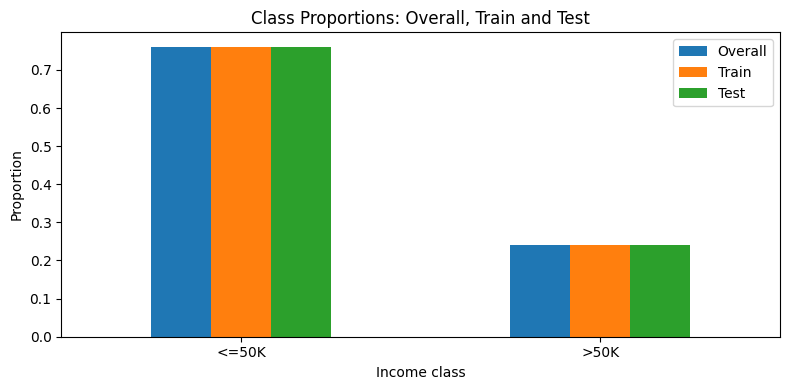 Class Proportions: Overall, Train and Test
Overall
Train
Test
Proportion
0.7
0.6
0.5
0.4
0.3
0.2
0.1
0.0
<=50K
>50K
Income class